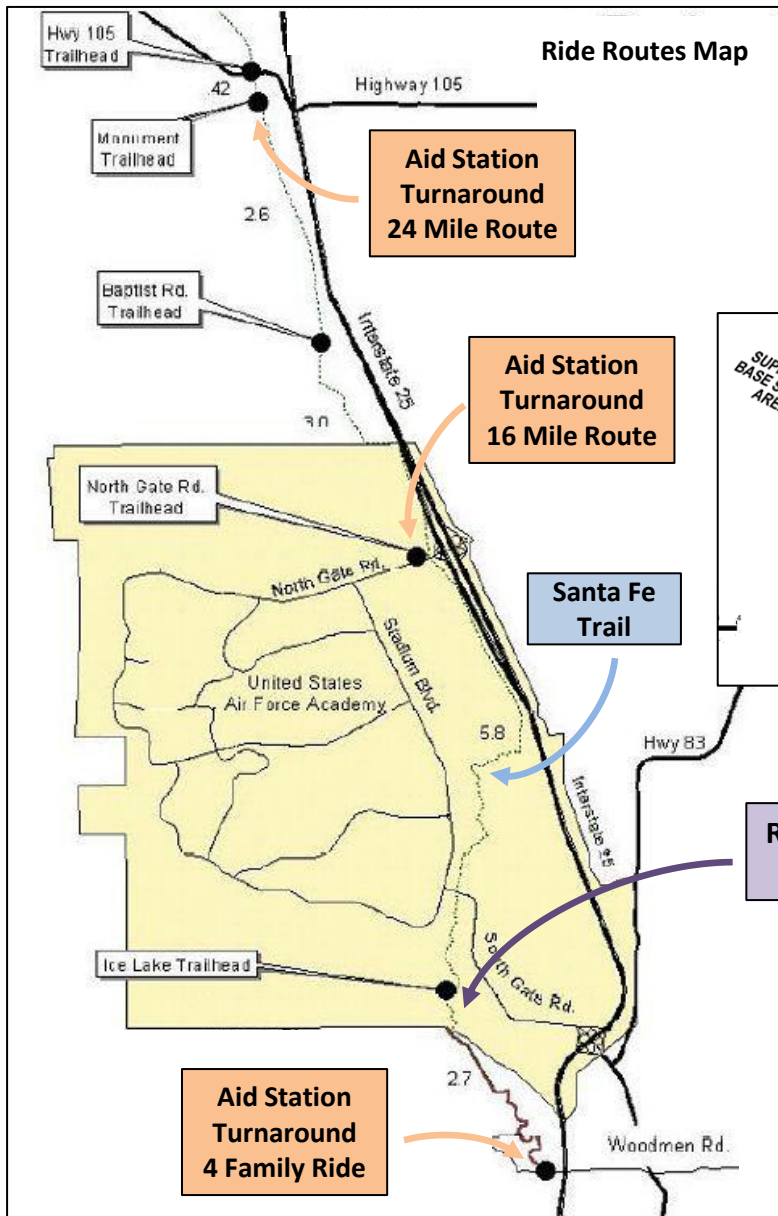 Ride Routes Map
Hwy 105
Trailhead
Highway 105
.42
Monument
Trailhead
Aid Station
Turnaround
24 Mile Route
2.6
Baptist Rd.
Trailhead
Interstate 25
Aid Station
Turnaround
16 Mile Route
3.0
North Gate Rd.
Trailhead
North Gate Rd.
Santa Fe
Trail
Stadium Blvd.
United States
Air Force Academy
5.8
Hwy 83
Interstate 25
R
Ice Lake Trailhead
South Gate Rd.
2.7
Aid Station
Turnaround
4 Family Ride
Woodmen Rd.